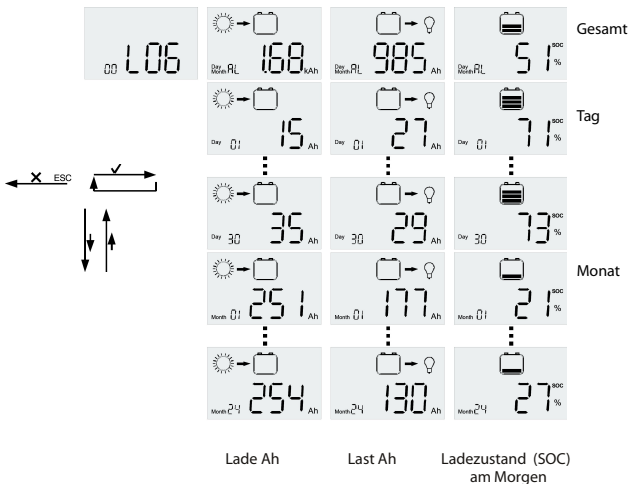 00 L06
Day Month AL 1.68 kAh
Day Month AL 985 Ah
Day Month AL 51 SOC %
Gesamt
Day 01 15 Ah
Day 01 27 Ah
Day 01 71 SOC %
Tag
ESC
Day 30 35 Ah
Day 30 29 Ah
Day 30 73 SOC %
Month 01 251 Ah
Month 01 177 Ah
Month 01 21 SOC %
Monat
Month 24 254 Ah
Month 24 130 Ah
Month 24 27 SOC %
Lade Ah
Last Ah
Ladezustand (SOC)
am Morgen